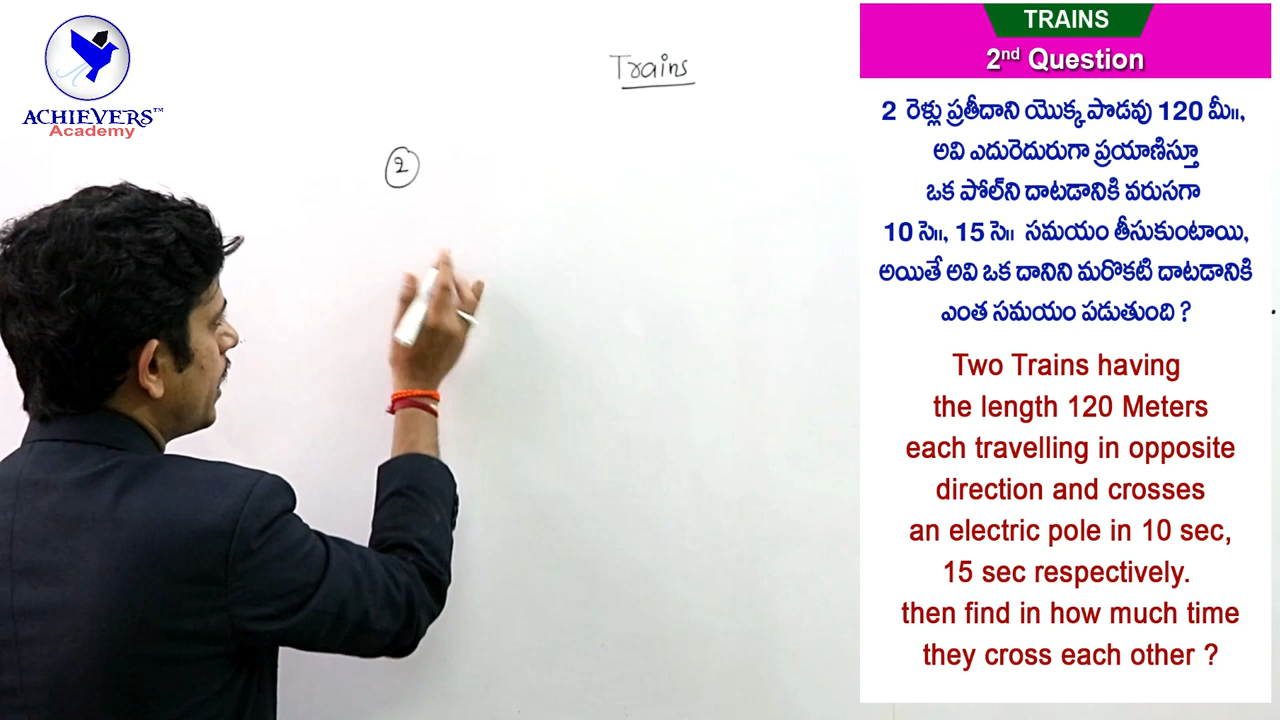 ACHIEVERS™
Academy
Trains
2
TRAINS
2nd Question
2 రెళ్లు ప్రతీదాని యొక్క పొడవు 120 మీ॥,
అవి ఎదురెదురుగా ప్రయాణిస్తూ
ఒక పోల్‌ని దాటడానికి వరుసగా
10 సె॥, 15 సె॥ సమయం తీసుకుంటాయి,
అయితే అవి ఒక దానిని మరొకటి దాటడానికి
ఎంత సమయం పడుతుంది ?
Two Trains having
the length 120 Meters
each travelling in opposite
direction and crosses
an electric pole in 10 sec,
15 sec respectively.
then find in how much time
they cross each other ?